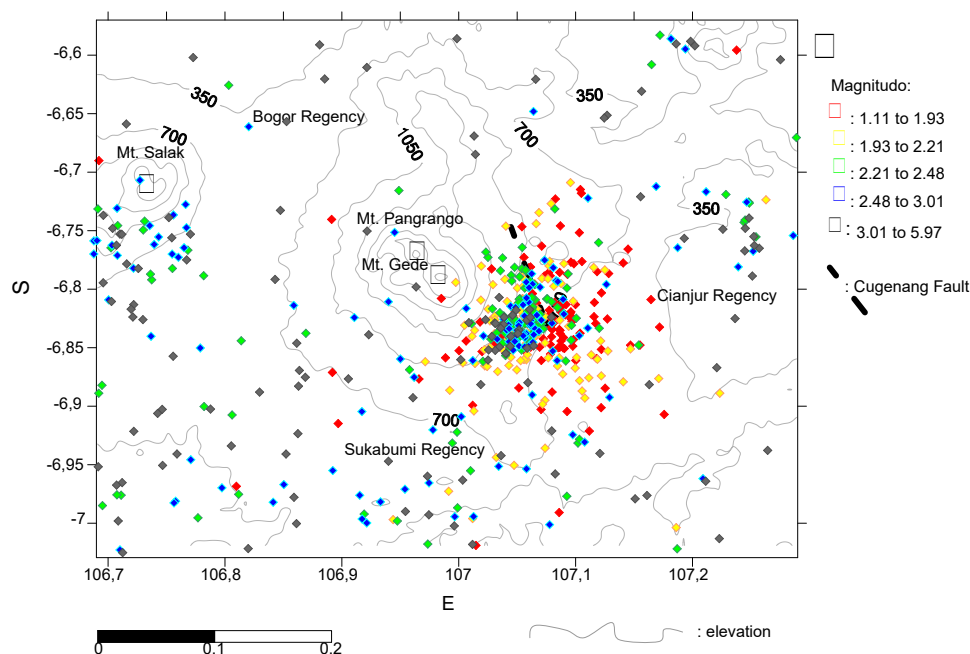 -6,6
-6,65
-6,7
-6,75
-6,8
-6,85
-6,9
-6,95
-7
S
350
Bogor Regency
700
Mt. Salak
1050
700
350
350
Mt. Pangrango
Mt. Gede
Cianjur Regency
700
Sukabumi Regency
106,7
106,8
106,9
107
107,1
107,2
E
0
0.1
0.2
: elevation
Magnitudo:
: 1.11 to 1.93
: 1.93 to 2.21
: 2.21 to 2.48
: 2.48 to 3.01
: 3.01 to 5.97
: Cugenang Fault